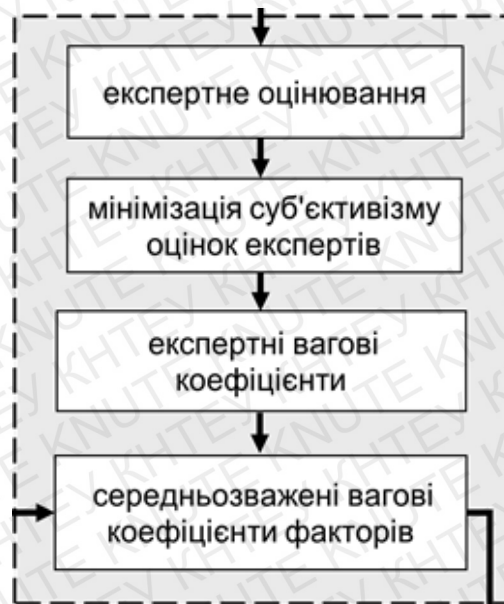 експертне оцінювання
мінімізація суб'єктивізму
оцінок експертів
експертні вагові
коефіцієнти
середньозважені вагові
коефіцієнти факторів